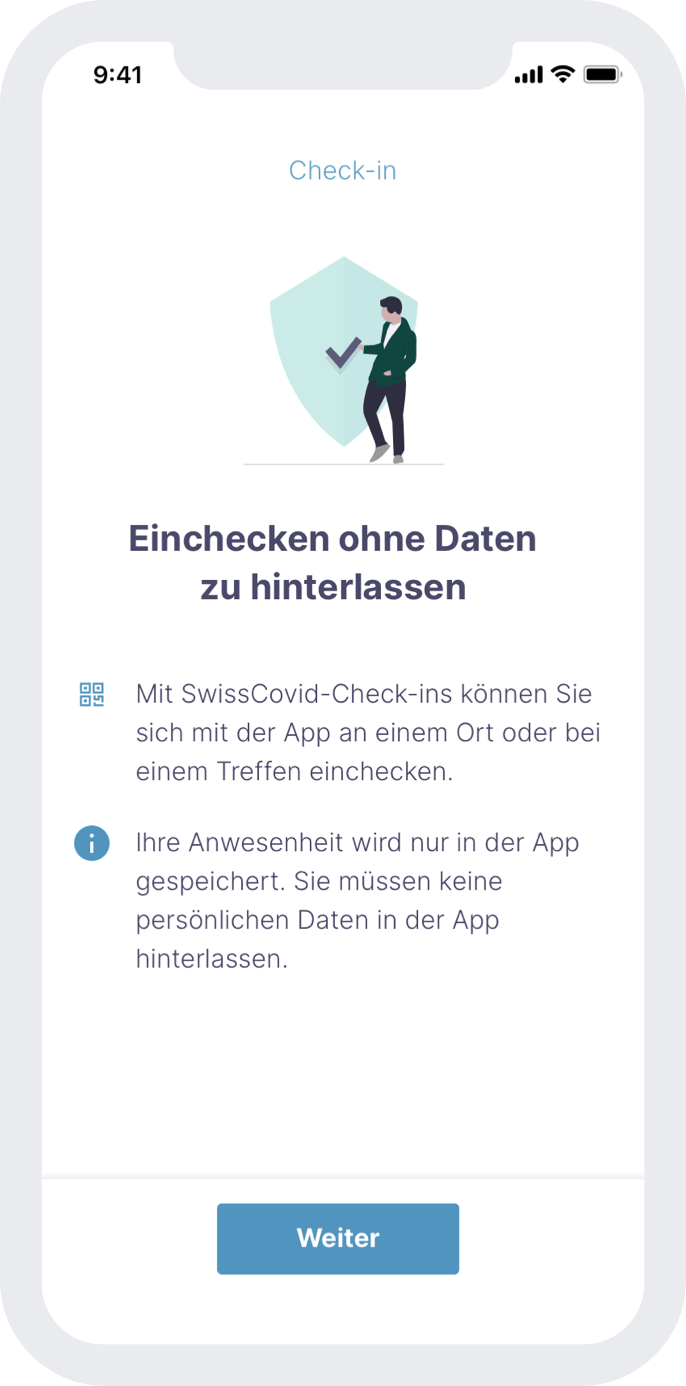 9:41
Check-in
Einchecken ohne Daten
zu hinterlassen
Mit SwissCovid-Check-ins können Sie
sich mit der App an einem Ort oder bei
einem Treffen einchecken.
Ihre Anwesenheit wird nur in der App
gespeichert. Sie müssen keine
persönlichen Daten in der App
hinterlassen.
Weiter